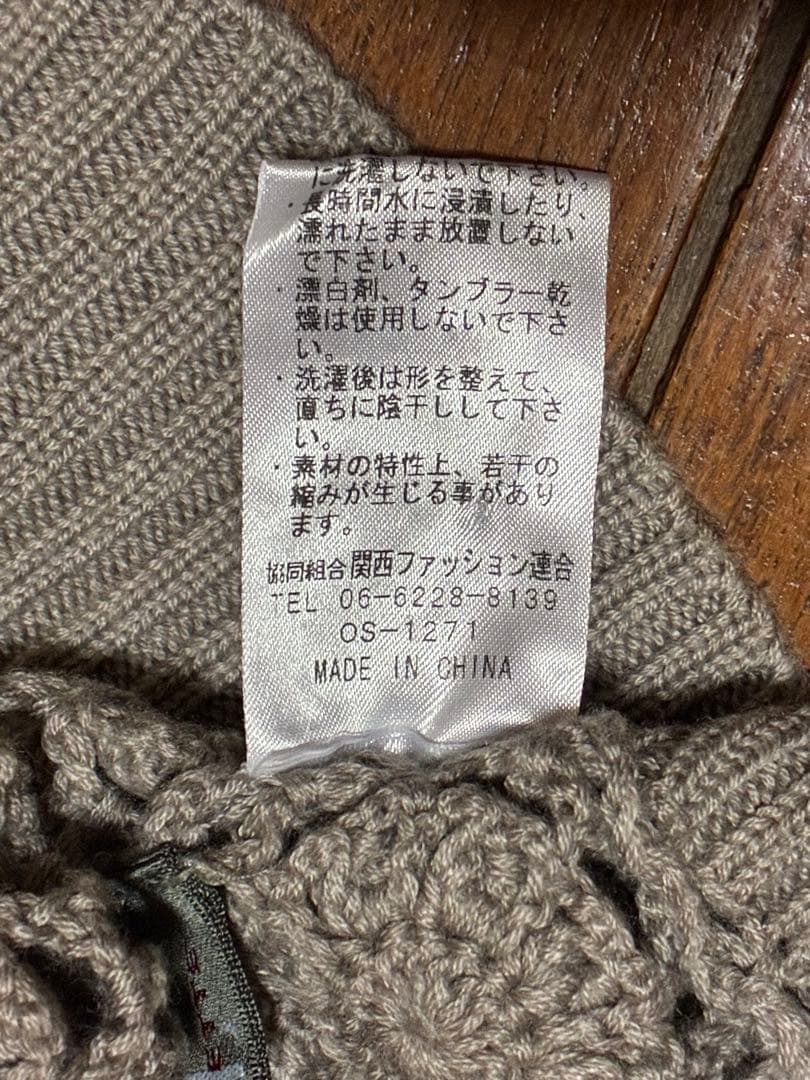 に洗濯しないで下さい。
・長時間水に浸漬したり、
濡れたまま放置しない
で下さい。
・漂白剤、タンブラー乾
燥は使用しないで下さ
い。
・洗濯後は形を整えて、
直ちに陰干しして下さ
い。
・素材の特性上、若干の
縮みが生じる事があり
ます。
協同組合関西ファッション連合
TEL 06-6228-8139
OS-1271
MADE IN CHINA